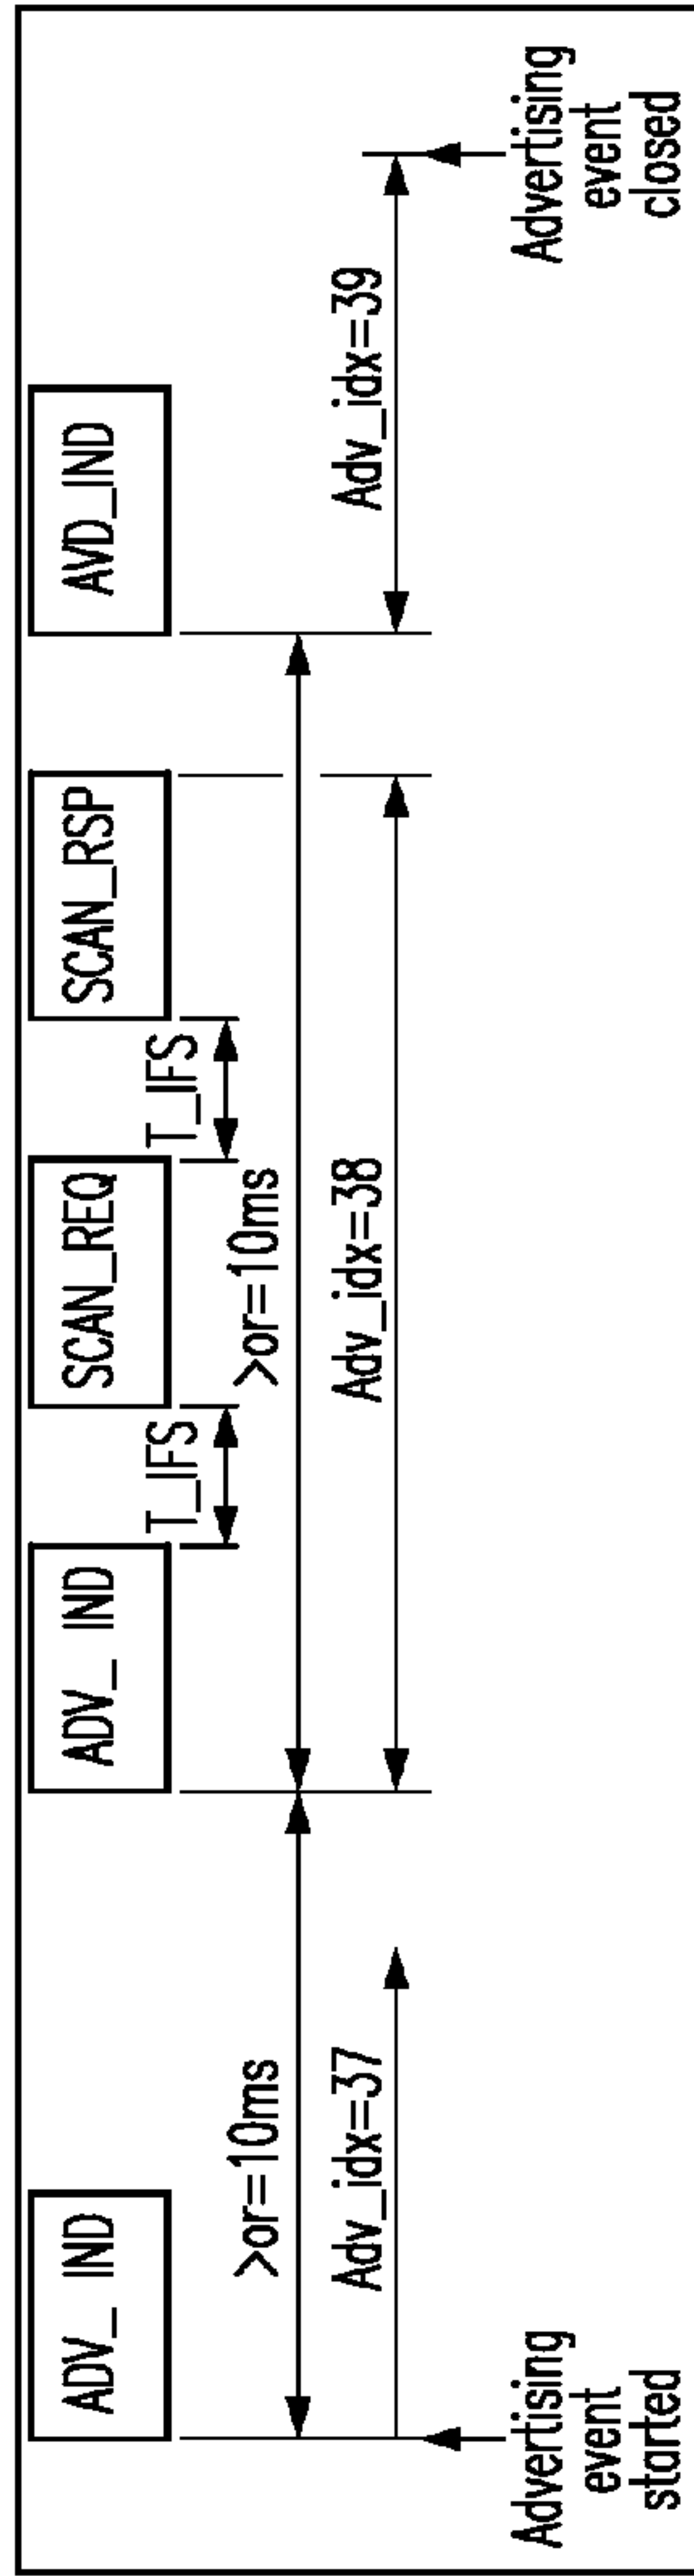 ADV_ IND
ADV_ IND
SCAN_REQ
SCAN_RSP
AVD_IND
T_IFS
T_IFS
>or=10ms
>or=10ms
Adv_idx=37
Adv_idx=38
Adv_idx=39
Advertising
event
started
Advertising
event
closed